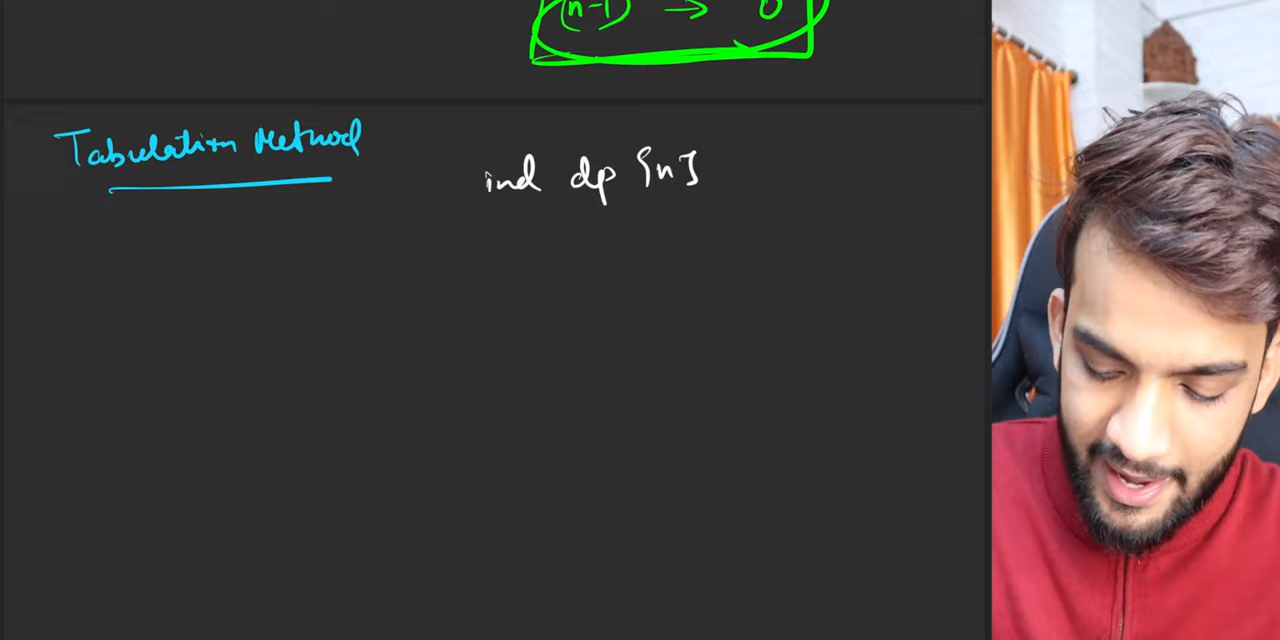 (n-1) → 0
Tabulation Method
ind dp [n]